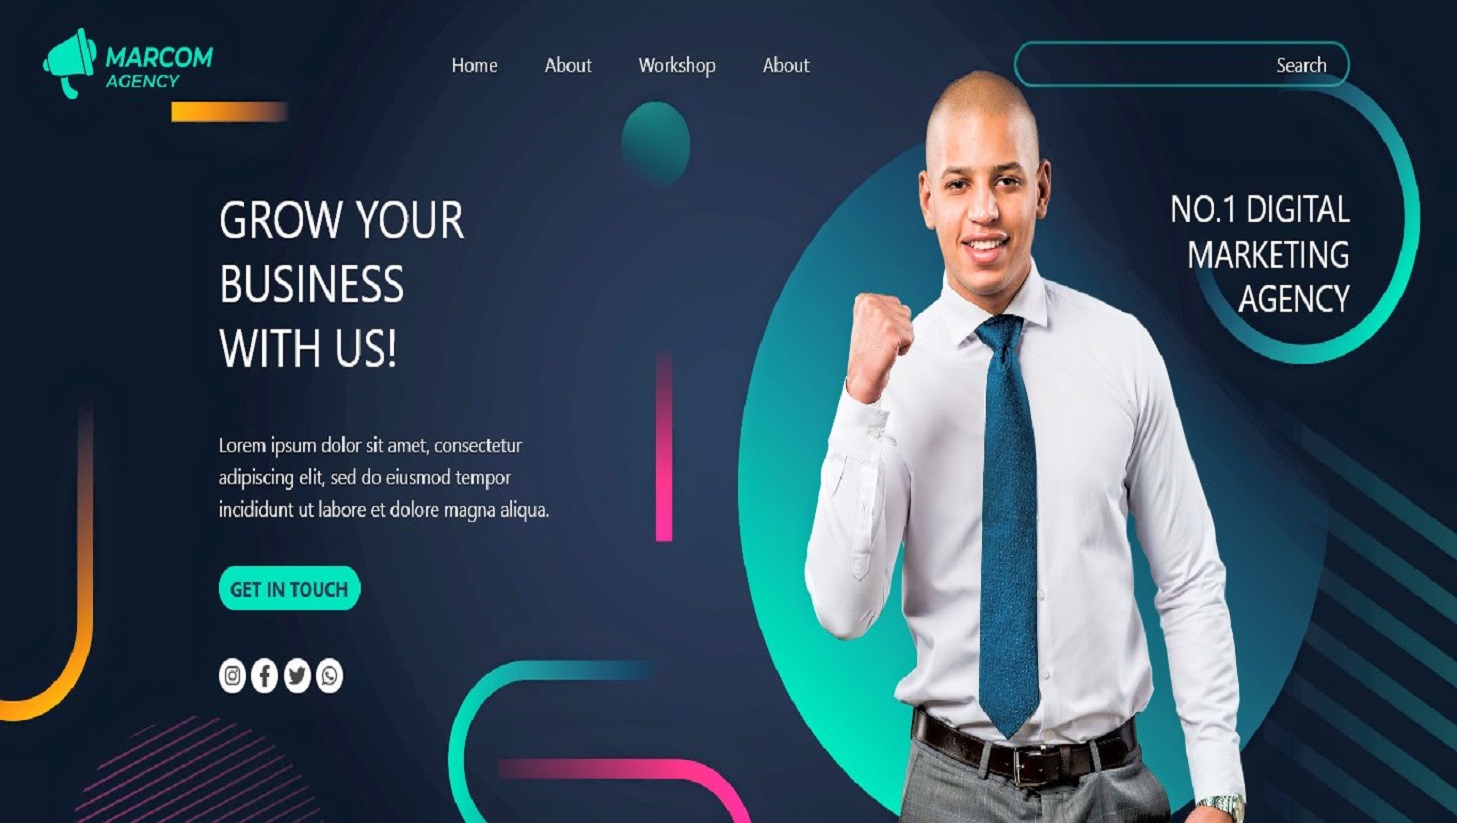 MARCOM
AGENCY
Home About Workshop About
Search
GROW YOUR
BUSINESS
WITH US!
NO.1 DIGITAL
MARKETING
AGENCY
Lorem ipsum dolor sit amet, consectetur
adipiscing elit, sed do eiusmod tempor
incididunt ut labore et dolore magna aliqua.
GET IN TOUCH